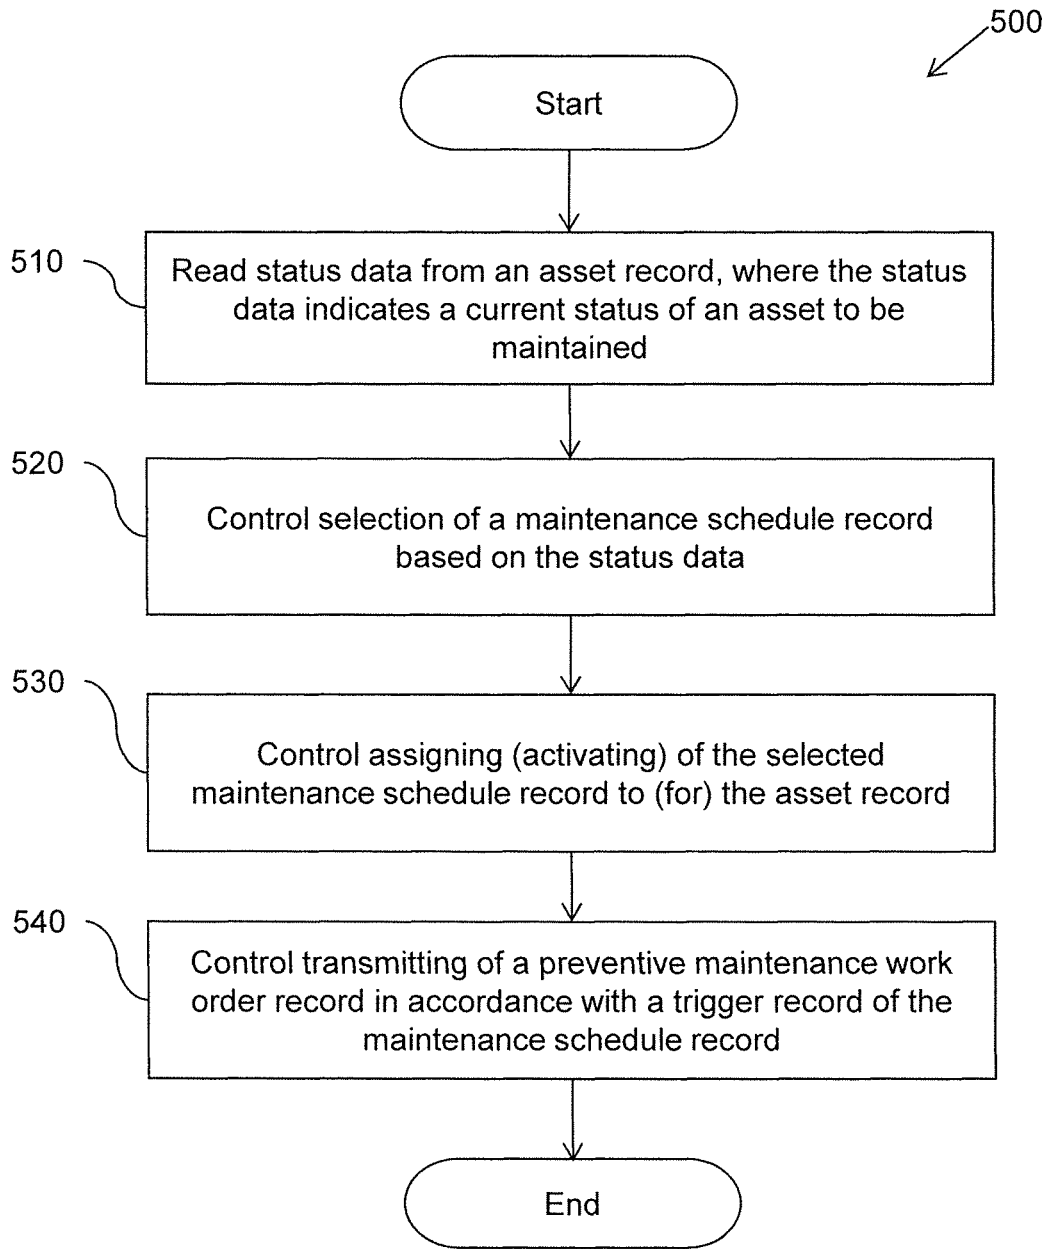 500
Start
510
Read status data from an asset record, where the status
data indicates a current status of an asset to be
maintained
520
Control selection of a maintenance schedule record
based on the status data
530
Control assigning (activating) of the selected
maintenance schedule record to (for) the asset record
540
Control transmitting of a preventive maintenance work
order record in accordance with a trigger record of the
maintenance schedule record
End